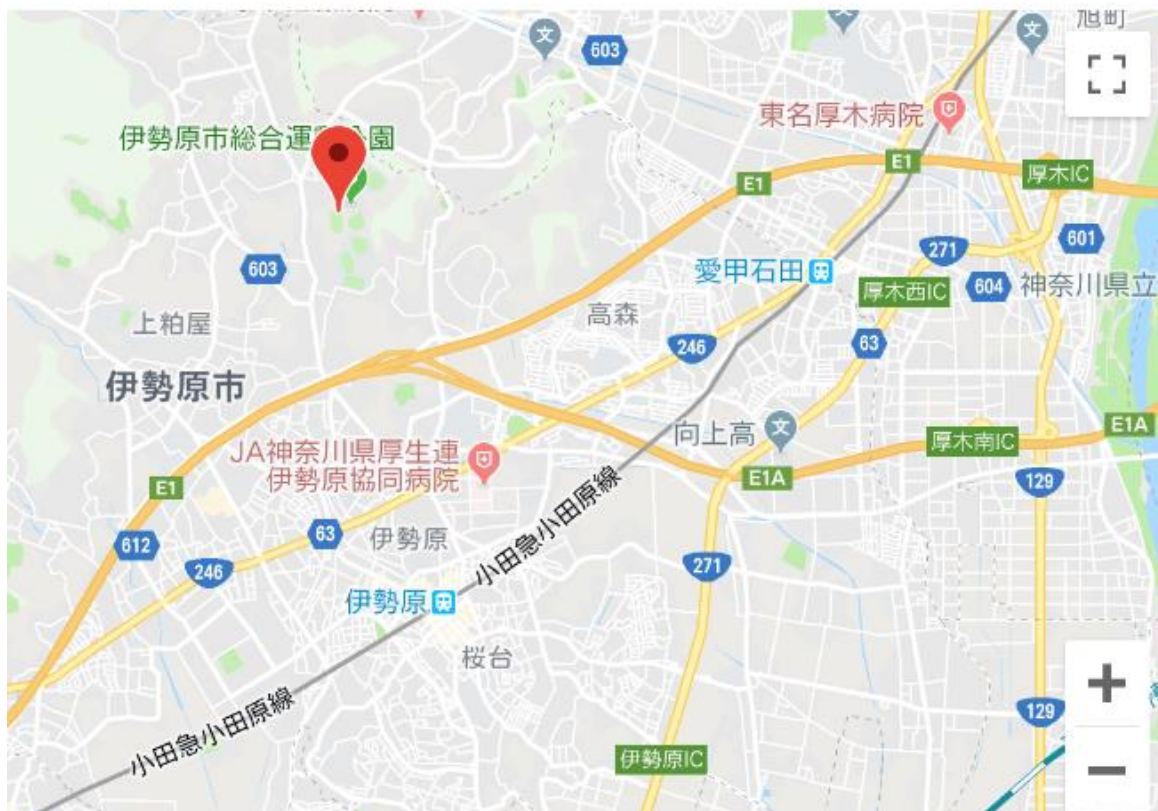 旭町
文
文
文
603
東名厚木病院
伊勢原市総合運
公園
E1
E1
厚木IC
603
愛甲石田
271
601
厚木西IC
604
神奈川県立
上粕屋
高森
246
63
伊勢原市
向上高
文
E1A
厚木南IC
JA神奈川県厚生連
伊勢原協同病院
E1A
129
E1
小田急小田原線
612
63
伊勢原
246
271
伊勢原
桜台
129
小田急小田原線
伊勢原IC